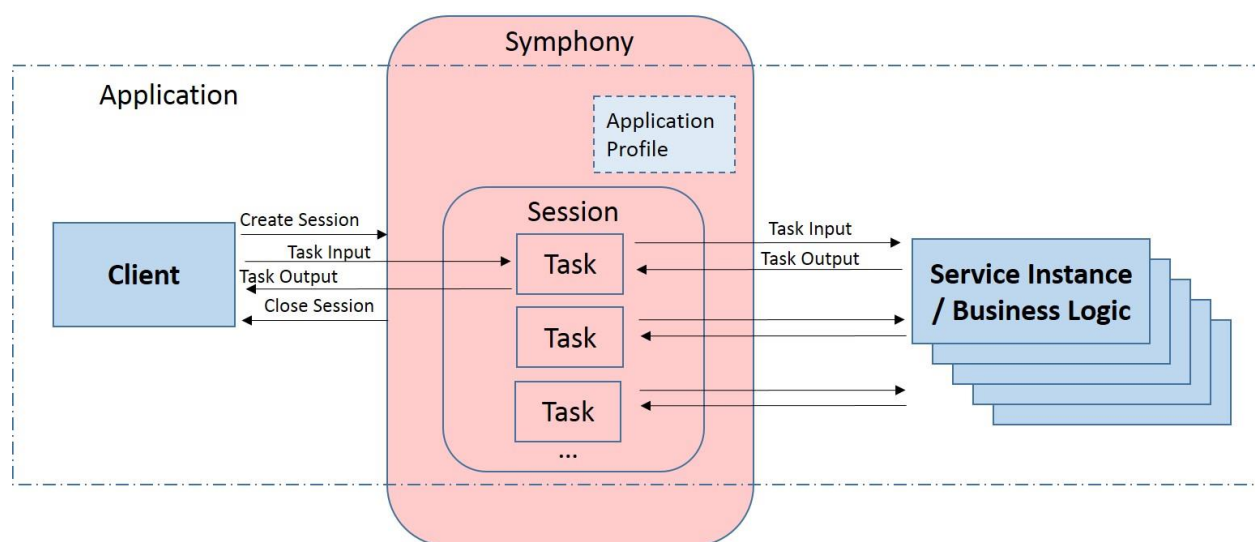 Symphony
Application
Application
Profile
Session
Create Session
Task Input
Task Output
Close Session
Client
Task
Task
Task
...
Task Input
Task Output
Service Instance
/ Business Logic